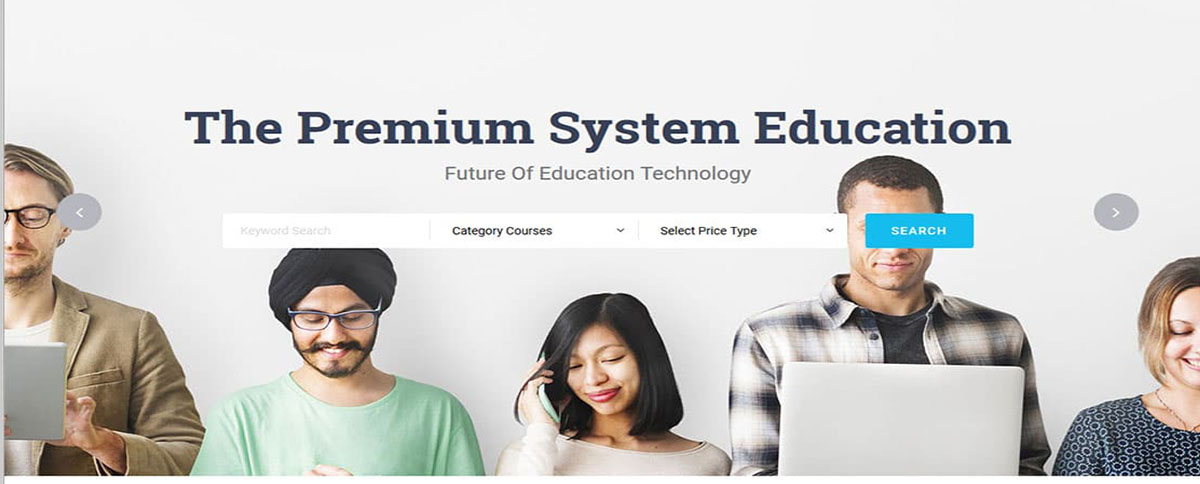 The Premium System Education
Future Of Education Technology
Keyword Search
Category Courses
Select Price Type
SEARCH